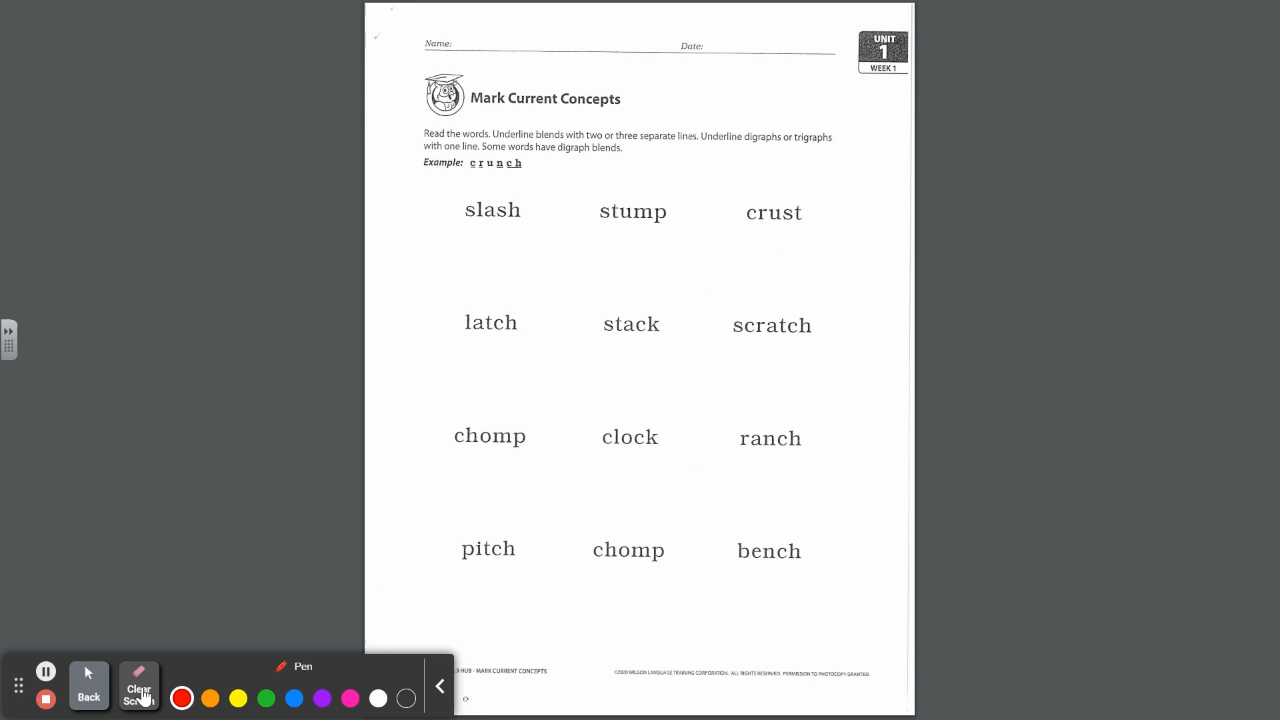 Name: Date:
UNIT
1
WEEK 1
Mark Current Concepts
Read the words. Underline blends with two or three separate lines. Underline digraphs or trigraphs
with one line. Some words have digraph blends.
Example: c r u n c h
slash stump crust
latch stack scratch
chomp clock ranch
pitch chomp bench
3 HUB - MARK CURRENT CONCEPTS ©2020 WILSON LANGUAGE TRAINING CORPORATION. ALL RIGHTS RESERVED. PERMISSION TO PHOTOCOPY GRANTED.
Pen
Back
Clear
Screen